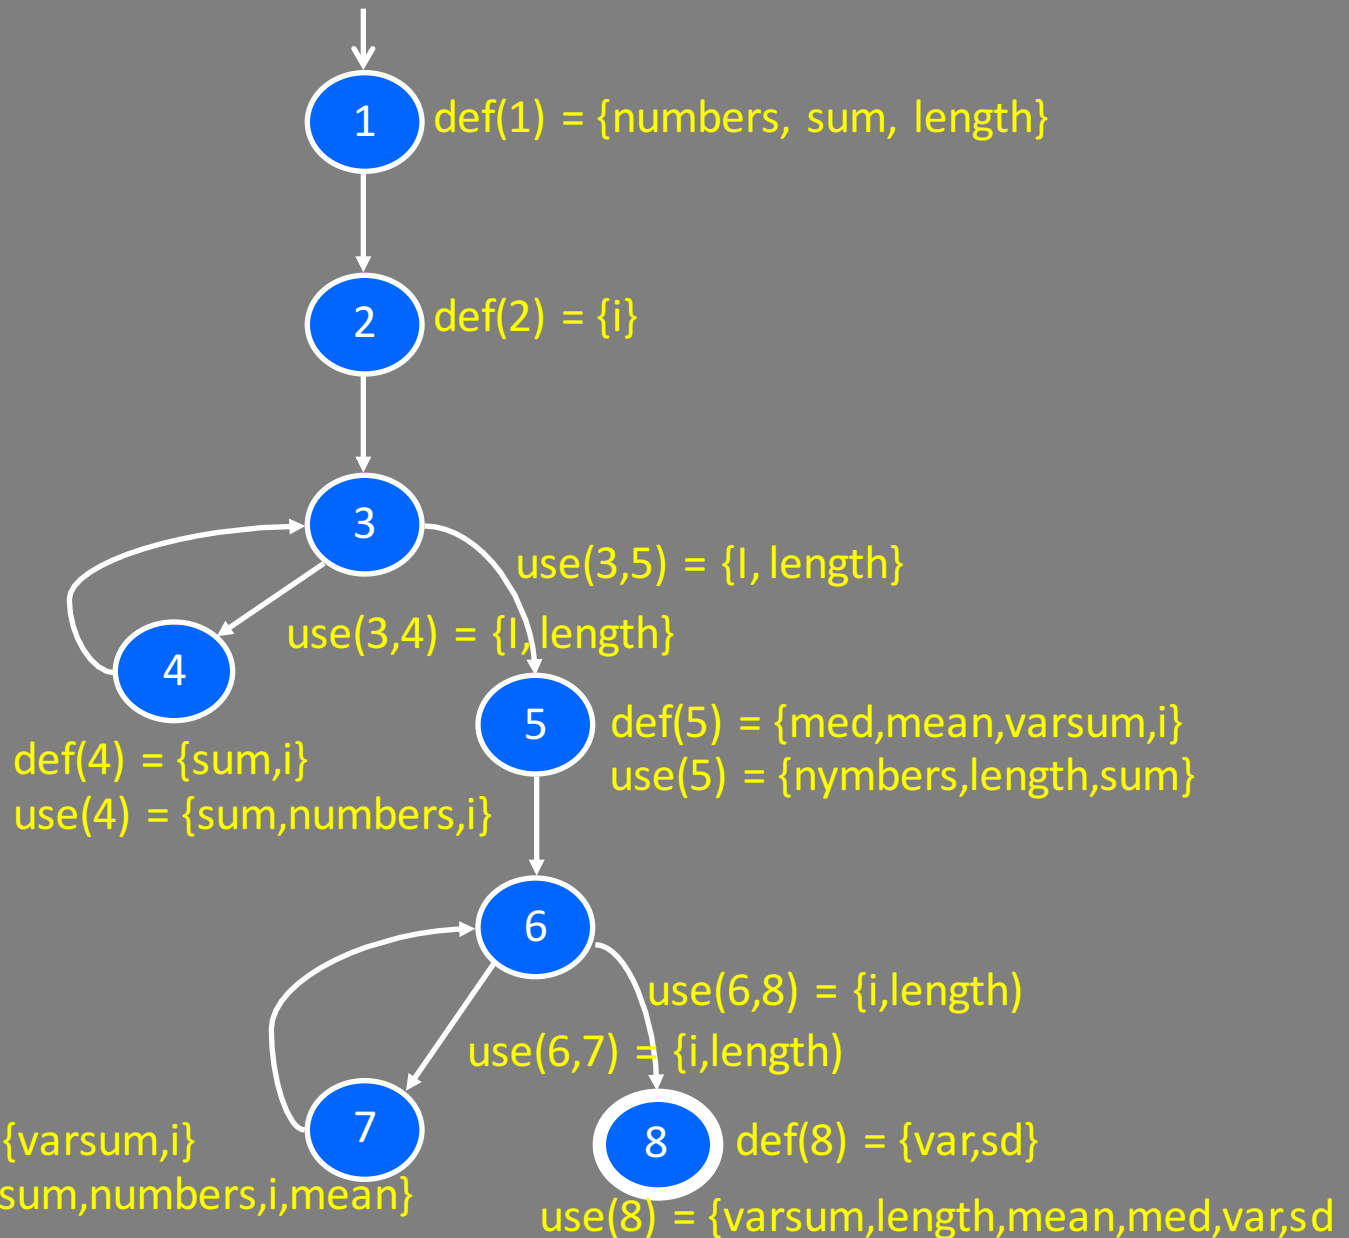 1
def(1) = {numbers, sum, length}
2
def(2) = {i}
3
use(3,5) = {I, length}
use(3,4) = {I, length}
4
5
def(5) = {med,mean,varsum,i}
def(4) = {sum,i}
use(5) = {nymbers,length,sum}
use(4) = {sum,numbers,i}
6
use(6,8) = {i,length)
use(6,7) = {i,length)
7
8
{varsum,i}
def(8) = {var,sd}
sum,numbers,i,mean}
use(8) = {varsum,length,mean,med,var,sd